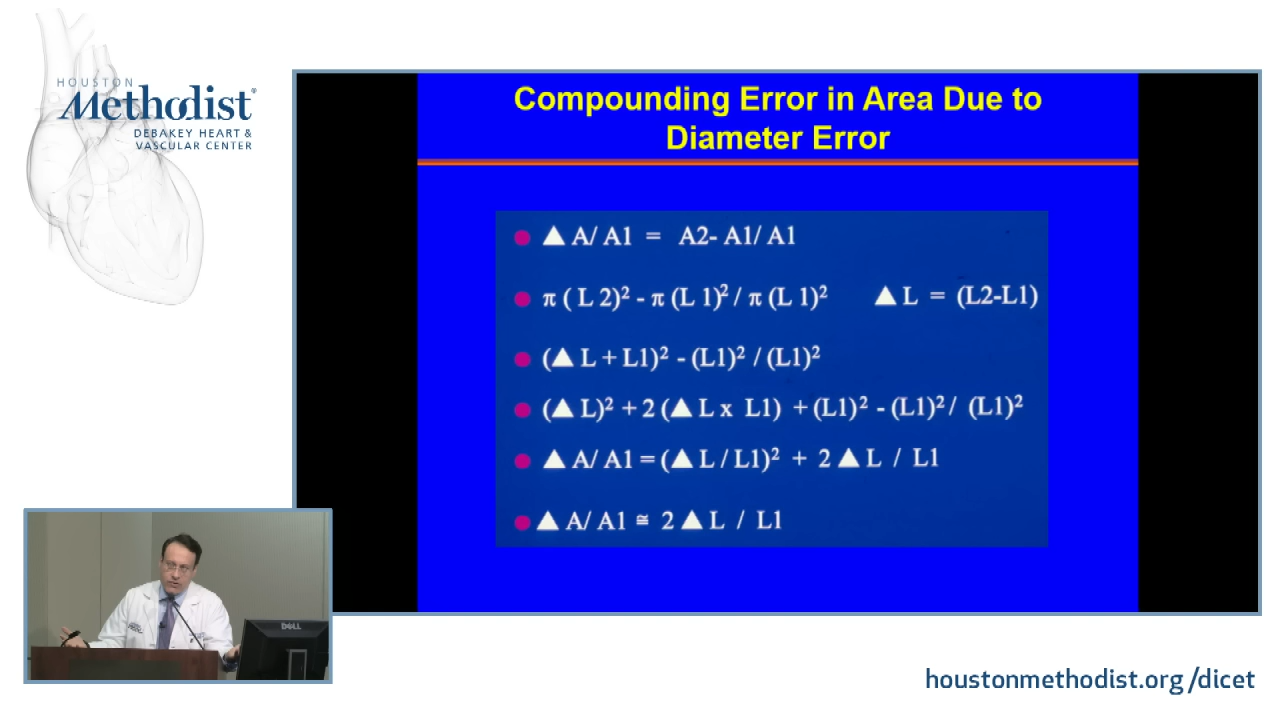 HOUSTON
Methodist®
DEBAKEY HEART &
VASCULAR CENTER
Compounding Error in Area Due to
Diameter Error
▲ A/ A1 = A2- A1/ A1
π ( L 2)² - π (L 1)² / π (L 1)² ▲ L = (L2-L1)
(▲ L + L1)² - (L1)² / (L1)²
(▲ L)² + 2 (▲ L x L1) + (L1)² - (L1)² / (L1)²
▲ A/ A1 = (▲ L / L1)² + 2 ▲ L / L1
▲ A/ A1 ≅ 2 ▲ L / L1
DELL
houstonmethodist.org/dicet